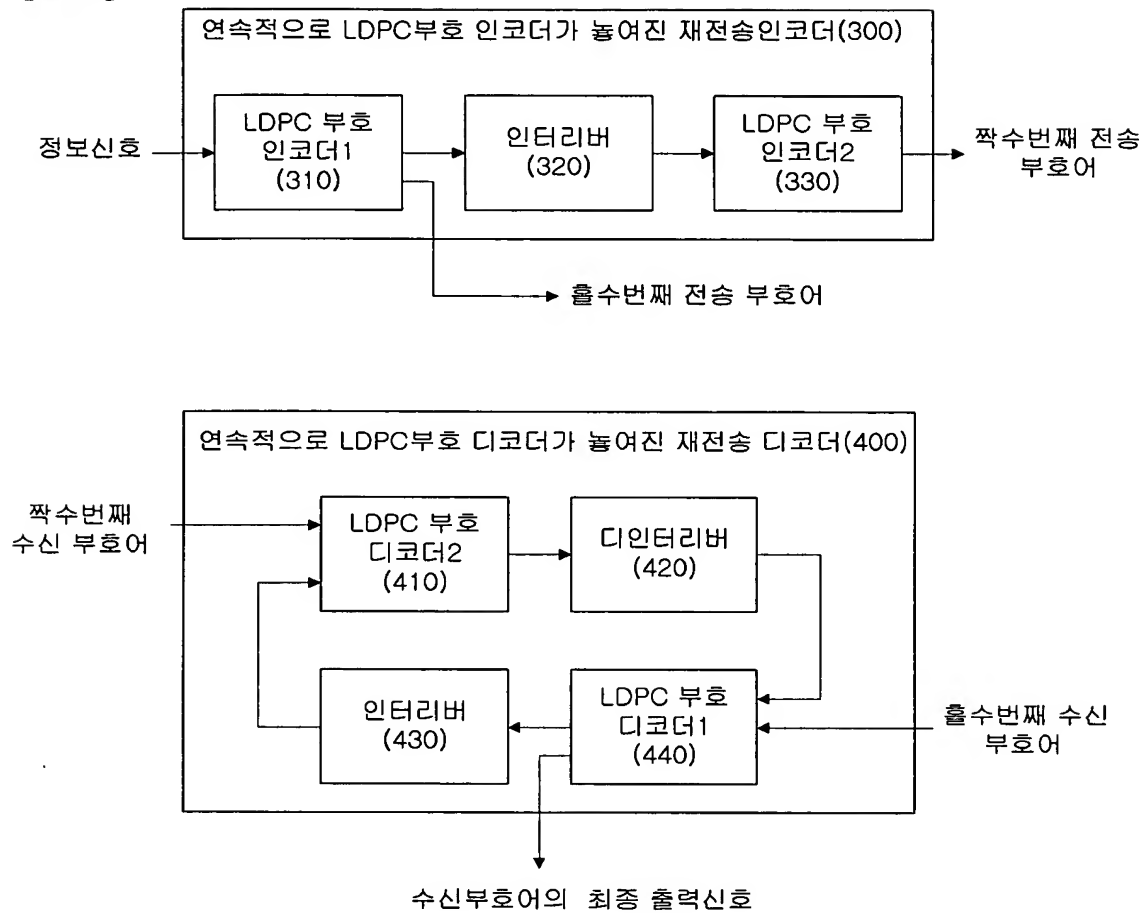 연속적으로 LDPC부호 인코더가 놓여진 재전송인코더(300)
정보신호
LDPC 부호
인코더1
(310)
인터리버
(320)
LDPC 부호
인코더2
(330)
짝수번째 전송
부호어
홀수번째 전송 부호어
연속적으로 LDPC부호 디코더가 놓여진 재전송 디코더(400)
짝수번째
수신 부호어
LDPC 부호
디코더2
(410)
디인터리버
(420)
인터리버
(430)
LDPC 부호
디코더1
(440)
홀수번째 수신
부호어
수신부호어의 최종 출력신호